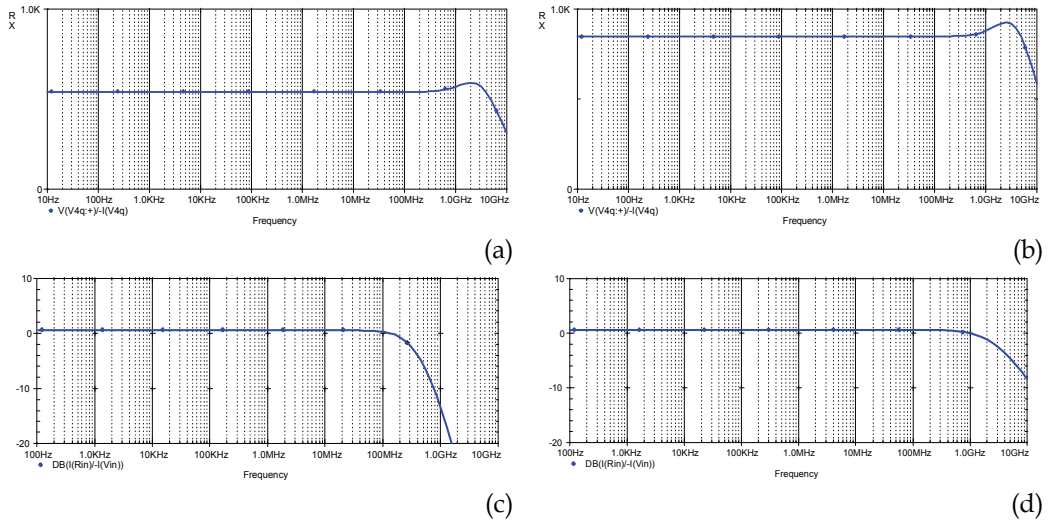 R
X
1.0K
0
10Hz 100Hz 1.0KHz 10KHz 100KHz 1.0MHz 10MHz 100MHz 1.0GHz 10GHz
V(V4q:+)/-I(V4q)
Frequency
(a)
R
X
1.0K
0
10Hz 100Hz 1.0KHz 10KHz 100KHz 1.0MHz 10MHz 100MHz 1.0GHz 10GHz
V(V4q:+)/-I(V4q)
Frequency
(b)
10
0
-10
-20
100Hz 1.0KHz 10KHz 100KHz 1.0MHz 10MHz 100MHz 1.0GHz 10GHz
DB(I(Rin)/-I(Vin))
Frequency
(c)
10
0
-10
-20
100Hz 1.0KHz 10KHz 100KHz 1.0MHz 10MHz 100MHz 1.0GHz 10GHz
DB(I(Rin)/-I(Vin))
Frequency
(d)